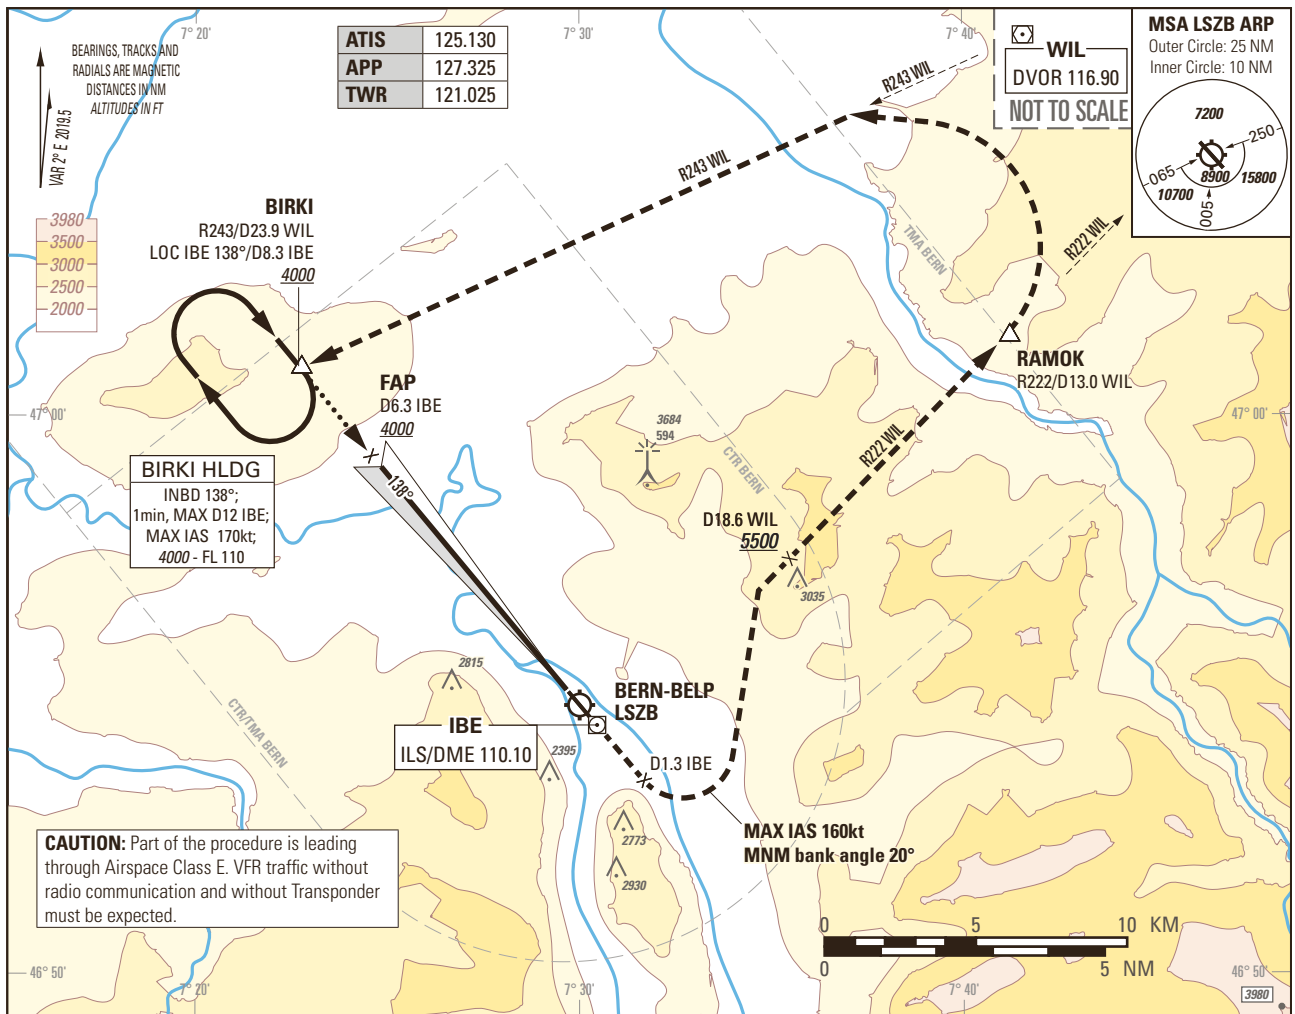 7° 20'
7° 30'
7° 40'
BEARINGS, TRACKS AND
RADIALS ARE MAGNETIC
DISTANCES IN NM
ALTITUDES IN FT
VAR 2° E 2019.5
ATIS 125.130
APP 127.325
TWR 121.025
WIL
DVOR 116.90
NOT TO SCALE
MSA LSZB ARP
Outer Circle: 25 NM
Inner Circle: 10 NM
7200
250
065
8900
15800
10700
005
R243 WIL
R243 WIL
TMA BERN
R222 WIL
BIRKI
R243/D23.9 WIL
LOC IBE 138°/D8.3 IBE
4000
3980
3500
3000
2500
2000
RAMOK
R222/D13.0 WIL
FAP
D6.3 IBE
4000
47° 00'
47° 00'
3684
594
R222 WIL
CTR BERN
BIRKI HLDG
INBD 138°;
1min, MAX D12 IBE;
MAX IAS 170kt;
4000 - FL 110
138°
D18.6 WIL
5500
3035
2815
CTR/TMA BERN
BERN-BELP
LSZB
IBE
ILS/DME 110.10
2395
D1.3 IBE
2773
2930
MAX IAS 160kt
MNM bank angle 20°
CAUTION: Part of the procedure is leading
through Airspace Class E. VFR traffic without
radio communication and without Transponder
must be expected.
0 5 10 KM
0 5 NM
46° 50'
46° 50'
7° 20'
7° 30'
7° 40'
3980